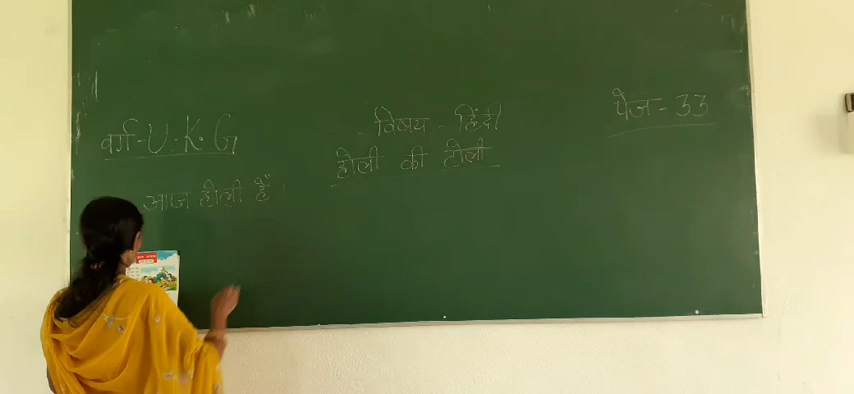 वर्ग - U.K.G
विषय - हिंदी
पेज - 33
होली की टोली
आज होली हैं।